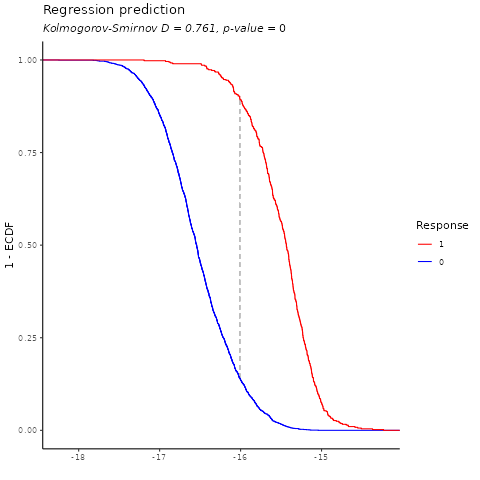 Regression prediction
Kolmogorov-Smirnov D = 0.761, p-value = 0
1.00
0.75
0.50
0.25
0.00
1 - ECDF
-18
-17
-16
-15
Response
1
0